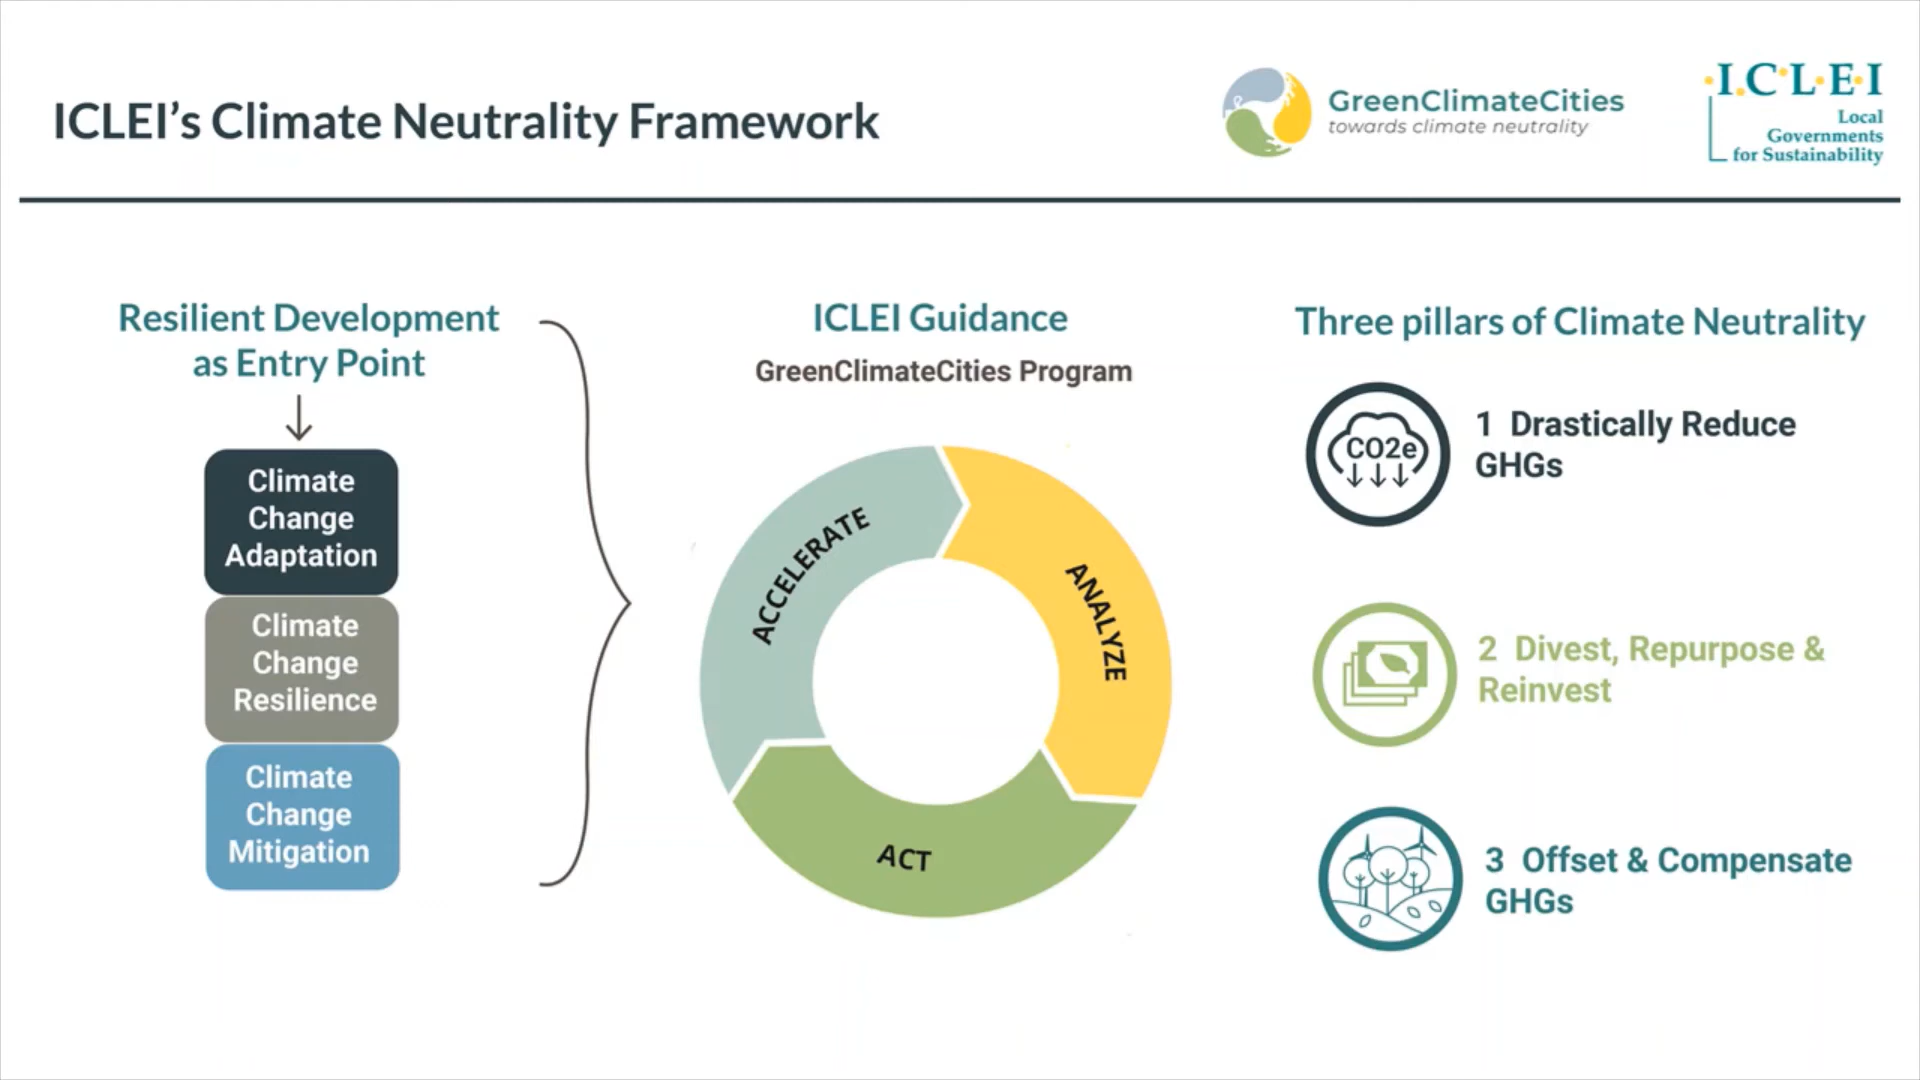 ICLEI's Climate Neutrality Framework
GreenClimateCities
towards climate neutrality
I.C.L.E.I
Local
Governments
for Sustainability
Resilient Development
as Entry Point
Climate
Change
Adaptation
Climate
Change
Resilience
Climate
Change
Mitigation
ICLEI Guidance
GreenClimateCities Program
ACCELERATE
ANALYZE
ACT
Three pillars of Climate Neutrality
CO2e
1 Drastically Reduce
GHGs
2 Divest, Repurpose &
Reinvest
3 Offset & Compensate
GHGs